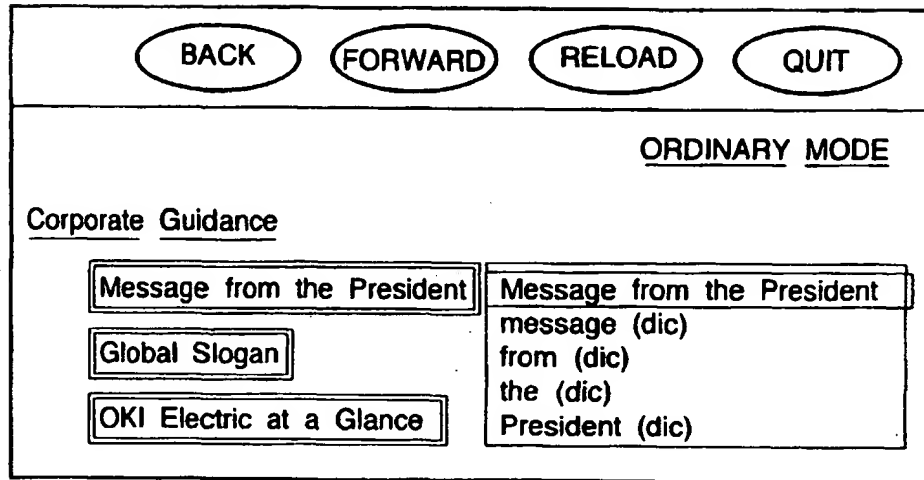 BACK FORWARD RELOAD QUIT
ORDINARY MODE
Corporate Guidance
Message from the President
Global Slogan
OKI Electric at a Glance
Message from the President
message (dic)
from (dic)
the (dic)
President (dic)